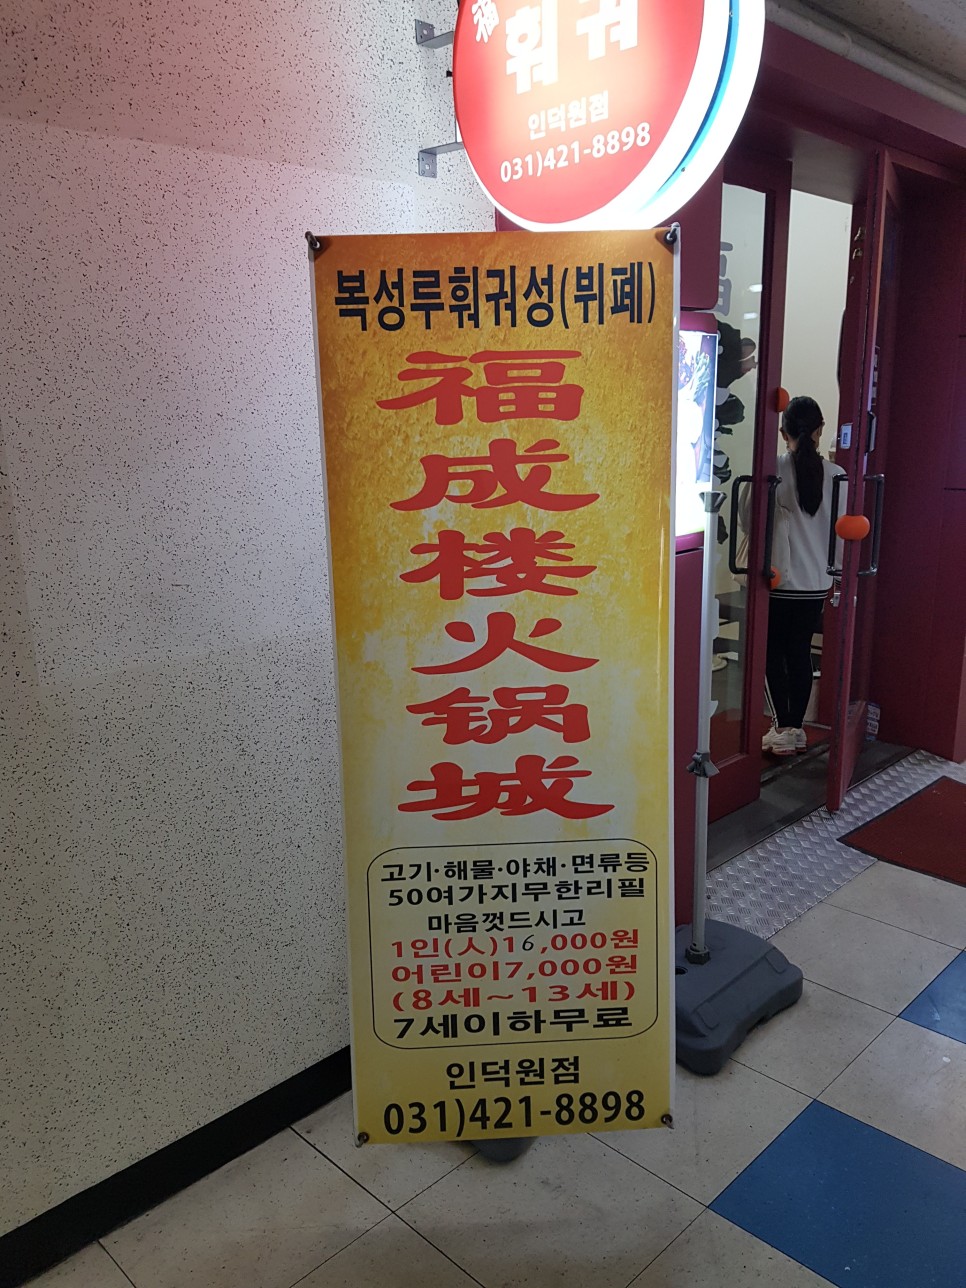 福
훠궈
인덕원점
031)421-8898
복성루훠궈성(뷔폐)
福
成
楼
火
锅
城
고기·해물·야채·면류등
50여가지무한리필
마음껏드시고
1인(人)16,000원
어린이7,000원
(8세~13세)
7세이하무료
인덕원점
031)421-8898